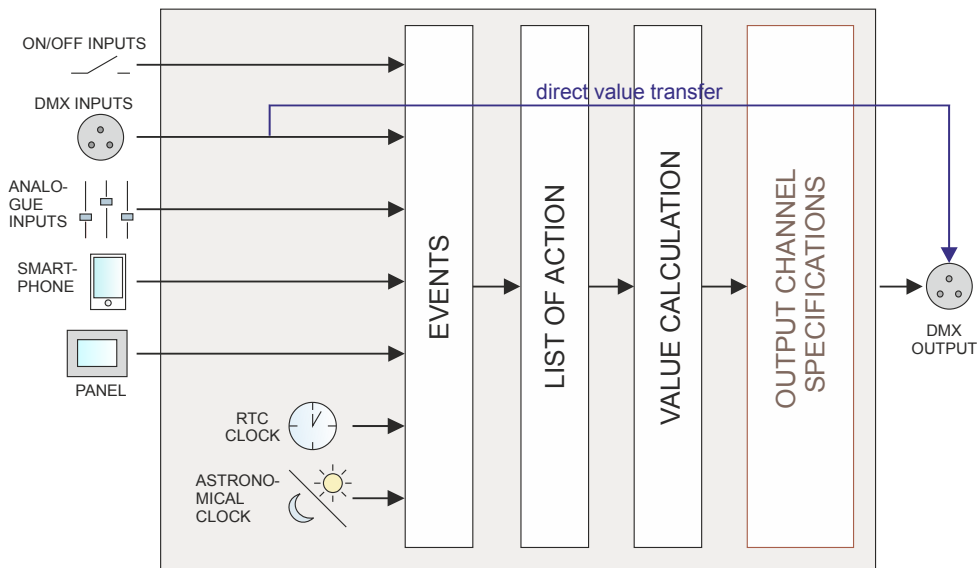 ON/OFF INPUTS
DMX INPUTS
ANALO-
GUE
INPUTS
SMART-
PHONE
PANEL
RTC
CLOCK
ASTRONO-
MICAL
CLOCK
EVENTS
LIST OF ACTION
VALUE CALCULATION
OUTPUT CHANNEL
SPECIFICATIONS
direct value transfer
DMX
OUTPUT